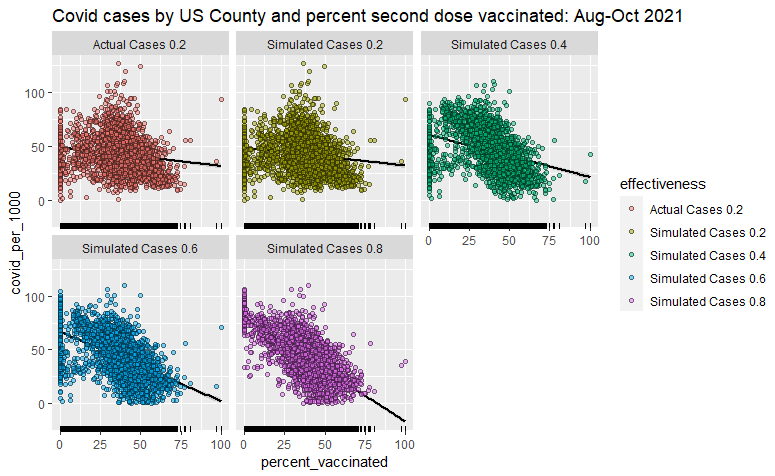 Covid cases by US County and percent second dose vaccinated: Aug-Oct 2021
Actual Cases 0.2
Simulated Cases 0.2
Simulated Cases 0.4
100
50
0
0 25 50 75 100
covid_per_1000
effectiveness
Actual Cases 0.2
Simulated Cases 0.2
Simulated Cases 0.4
Simulated Cases 0.6
Simulated Cases 0.8
Simulated Cases 0.6
Simulated Cases 0.8
100
50
0
0 25 50 75 100
0 25 50 75 100
percent_vaccinated